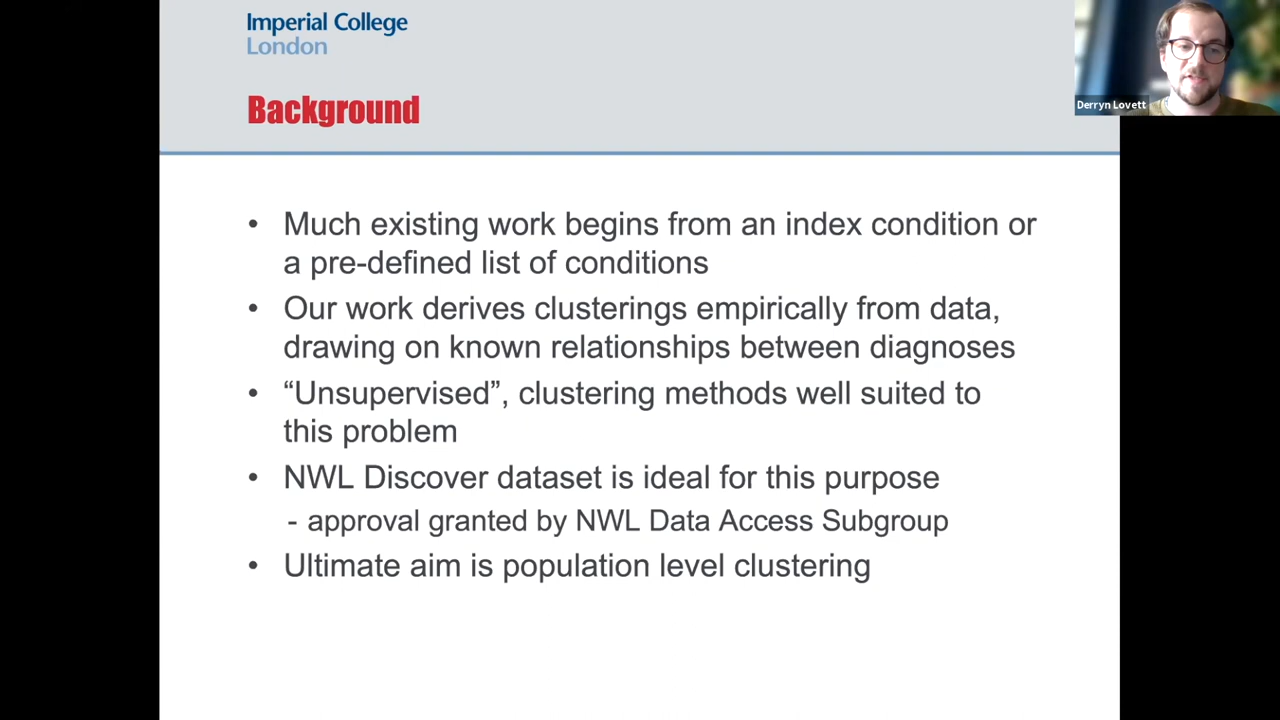 Imperial College
London
Background
Derryn Lovett
• Much existing work begins from an index condition or
a pre-defined list of conditions
• Our work derives clusterings empirically from data,
drawing on known relationships between diagnoses
• “Unsupervised”, clustering methods well suited to
this problem
• NWL Discover dataset is ideal for this purpose
- approval granted by NWL Data Access Subgroup
• Ultimate aim is population level clustering